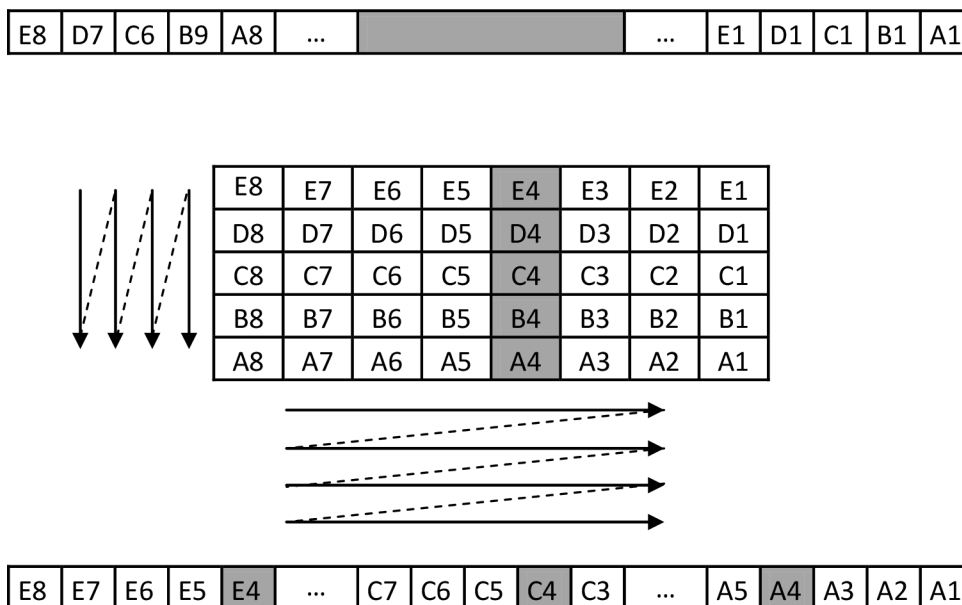 E8 D7 C6 B9 A8 ... ... E1 D1 C1 B1 A1
E8 E7 E6 E5 E4 E3 E2 E1
D8 D7 D6 D5 D4 D3 D2 D1
C8 C7 C6 C5 C4 C3 C2 C1
B8 B7 B6 B5 B4 B3 B2 B1
A8 A7 A6 A5 A4 A3 A2 A1
E8 E7 E6 E5 E4 ... C7 C6 C5 C4 C3 ... A5 A4 A3 A2 A1